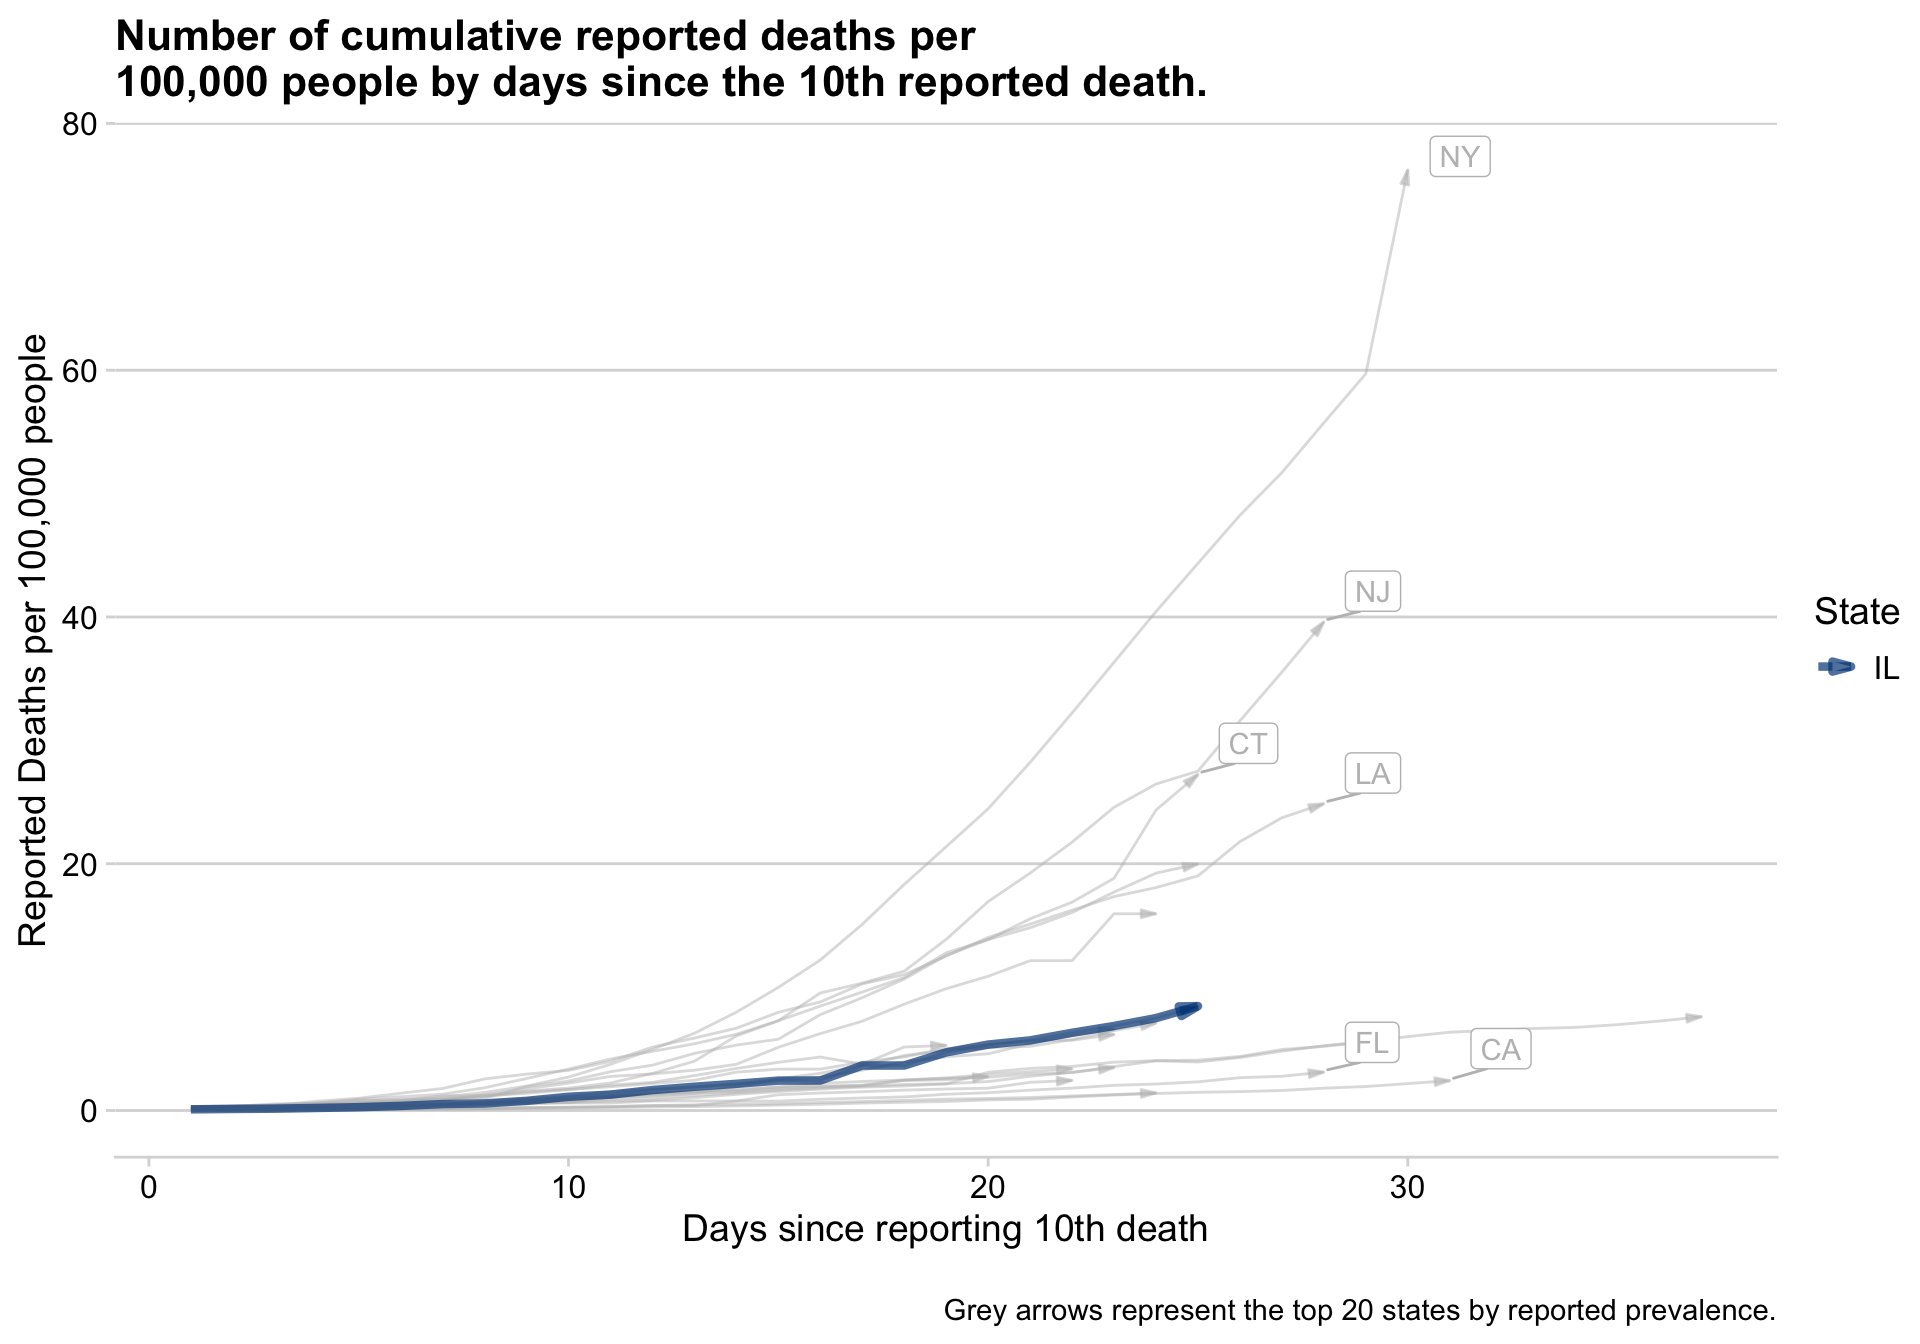 Number of cumulative reported deaths per
100,000 people by days since the 10th reported death.
80
60
40
20
0
Reported Deaths per 100,000 people
NY
NJ
CT
LA
FL
CA
State
IL
0
10
20
30
Days since reporting 10th death
Grey arrows represent the top 20 states by reported prevalence.